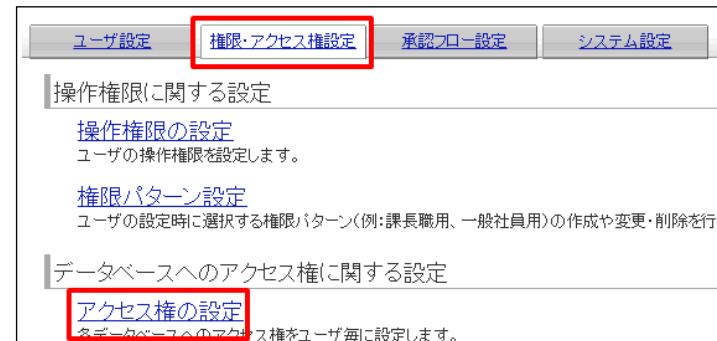 ユーザ設定 権限・アクセス権設定 承認フロー設定 システム設定
操作権限に関する設定
操作権限の設定
ユーザの操作権限を設定します。
権限パターン設定
ユーザの設定時に選択する権限パターン(例:課長職用、一般社員用)の作成や変更・削除を行
データベースへのアクセス権に関する設定
アクセス権の設定
各データベースへのアクセス権をユーザ毎に設定します。